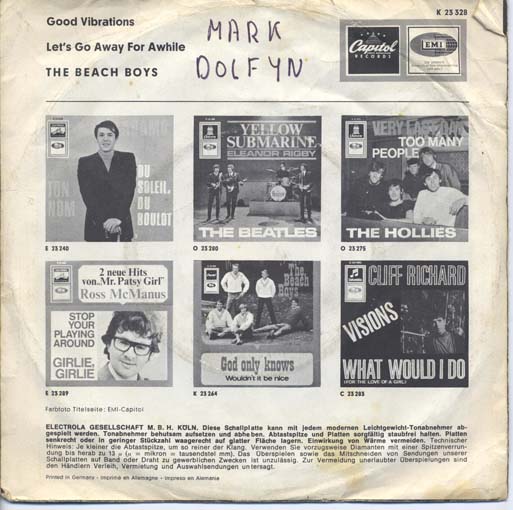 Good Vibrations
Let's Go Away For Awhile
THE BEACH BOYS
MARK
DOLFYN
K 23 328
Capitol
RECORDS
EMI
TON
NOM
DU
SOLEIL,
DU
BOULOT
E 23 240
YELLOW
SUBMARINE
ELEANOR RIGBY
THE BEATLES
O 23 280
VERY LAST DAY
TOO MANY
PEOPLE
THE HOLLIES
O 23 275
2 neue Hits
von „Mr. Patsy Girl"
Ross McManus
STOP
YOUR
PLAYING
AROUND
GIRLIE,
GIRLIE
E 23 289
The
Beach
Boys
God only knows
Wouldn't it be nice
K 23 264
CLIFF RICHARD
VISIONS
WHAT WOULD I DO
(FOR THE LOVE OF A GIRL)
C 23 283
Farbfoto Titelseite: EMI-Capitol
ELECTROLA GESELLSCHAFT M. B. H. KÖLN. Diese Schallplatte kann mit jedem modernen Leichtgewicht-Tonabnehmer ab-
gespielt werden. Tonabnehmer behutsam aufsetzen und abheben. Abtastspitze und Platten sorgfältig staubfrei halten. Platten
senkrecht oder in geringer Stückzahl waagerecht auf glatter Fläche lagern. Einwirkung von Wärme vermeiden. Technischer
Hinweis: Je kleiner die Abtastspitze, um so reiner der Klang. Verwenden Sie vorzugsweise Diamanten mit einer Spitzenverrun-
dung bis herab zu 13 µ (µ = mikron = tausendstel mm). Das Überspielen sowie das Mitschneiden von Sendungen unserer
Schallplatten auf Band oder Draht zu gewerblichen Zwecken ist unzulässig. Zur Vermeidung unerlaubter Überspielungen sind
den Händlern Verleih, Vermietung und Auswahlsendungen untersagt.
Printed in Germany - Imprimé en Allemagne - Impreso en Alemania